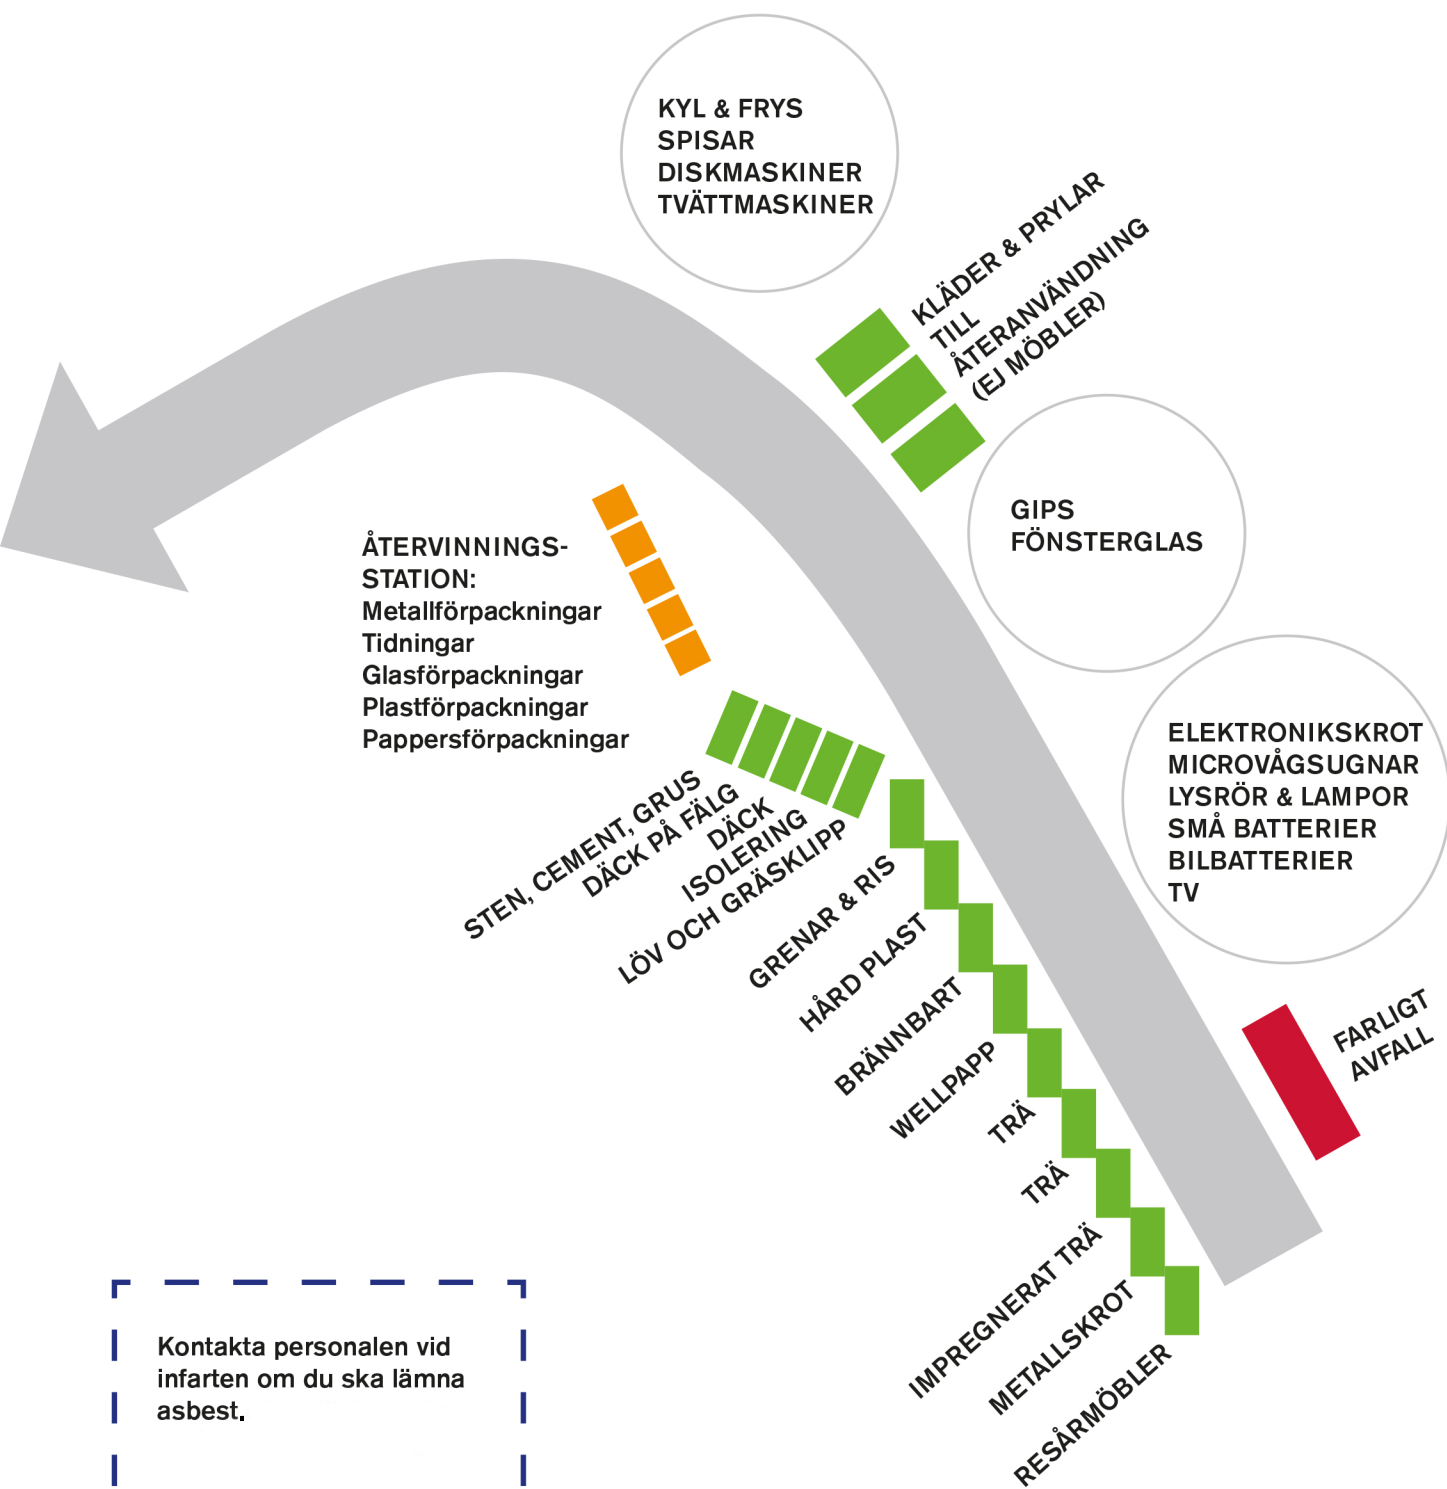 KYL & FRYS
SPISAR
DISKMASKINER
TVÄTTMASKINER
KLÄDER & PRYLAR
TILL
ÅTERANVÄNDNING
(EJ MÖBLER)
GIPS
FÖNSTERGLAS
ÅTERVINNINGS-
STATION:
Metallförpackningar
Tidningar
Glasförpackningar
Plastförpackningar
Pappersförpackningar
ELEKTRONIKSKROT
MICROVÅGSUGNAR
LYSRÖR & LAMPOR
SMÅ BATTERIER
BILBATTERIER
TV
STEN, CEMENT, GRUS
DÄCK PÅ FÄLG
DÄCK
ISOLERING
LÖV OCH GRÄSKLIPP
GRENAR & RIS
HÅRD PLAST
BRÄNNBART
WELLPAPP
TRÄ
TRÄ
IMPREGNERAT TRÄ
METALLSKROT
RESÅRMÖBLER
FARLIGT
AVFALL
Kontakta personalen vid
infarten om du ska lämna
asbest.